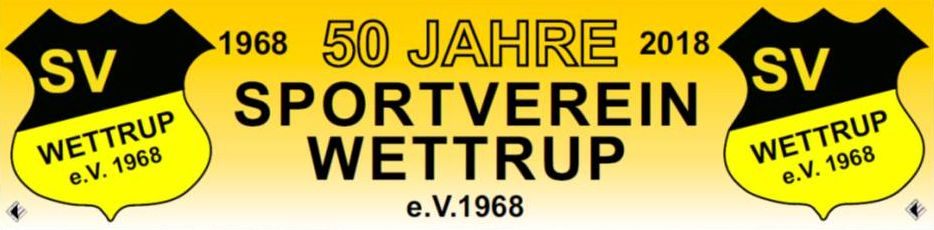 SV
WETTRUP
e.V. 1968
1968 50 JAHRE 2018
SPORTVEREIN
WETTRUP
e.V.1968
SV
WETTRUP
e.V. 1968